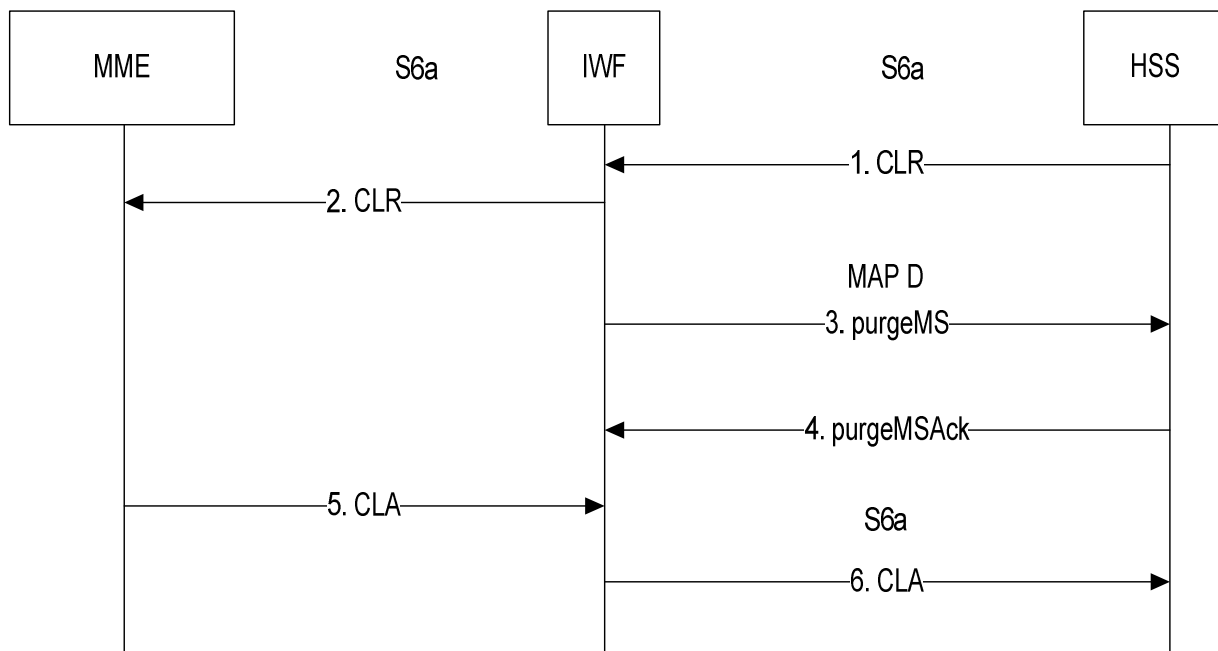 MME
S6a
IWF
S6a
HSS
1. CLR
2. CLR
MAP D
3. purgeMS
4. purgeMSAck
5. CLA
S6a
6. CLA